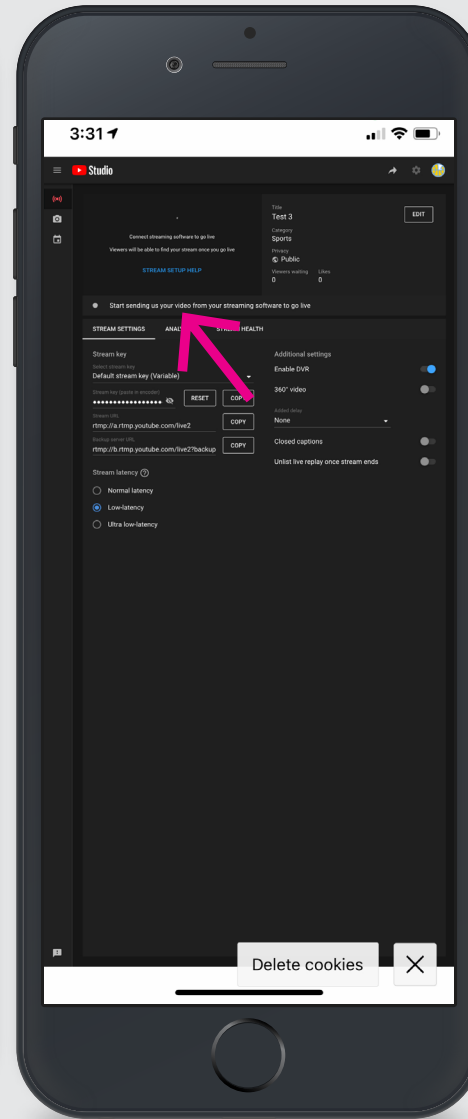 3:31
Studio
Connect streaming software to go live
Viewers will be able to find your stream once you go live
STREAM SETUP HELP
Title
Test 3
EDIT
Category
Sports
Privacy
Public
Viewers waiting Likes
0 0
Start sending us your video from your streaming software to go live
STREAM SETTINGS
STREAM HEALTH
Stream key
Select stream key
Default stream key (Variable)
Stream key (paste in encoder)
RESET
Stream URL
rtmp://a.rtmp.youtube.com/live2
COPY
Backup server URL
rtmp://b.rtmp.youtube.com/live2?backup
COPY
Stream latency
Normal latency
Low-latency
Ultra low-latency
Additional settings
Enable DVR
360° video
Added delay
None
Closed captions
Unlist live replay once stream ends
Delete cookies